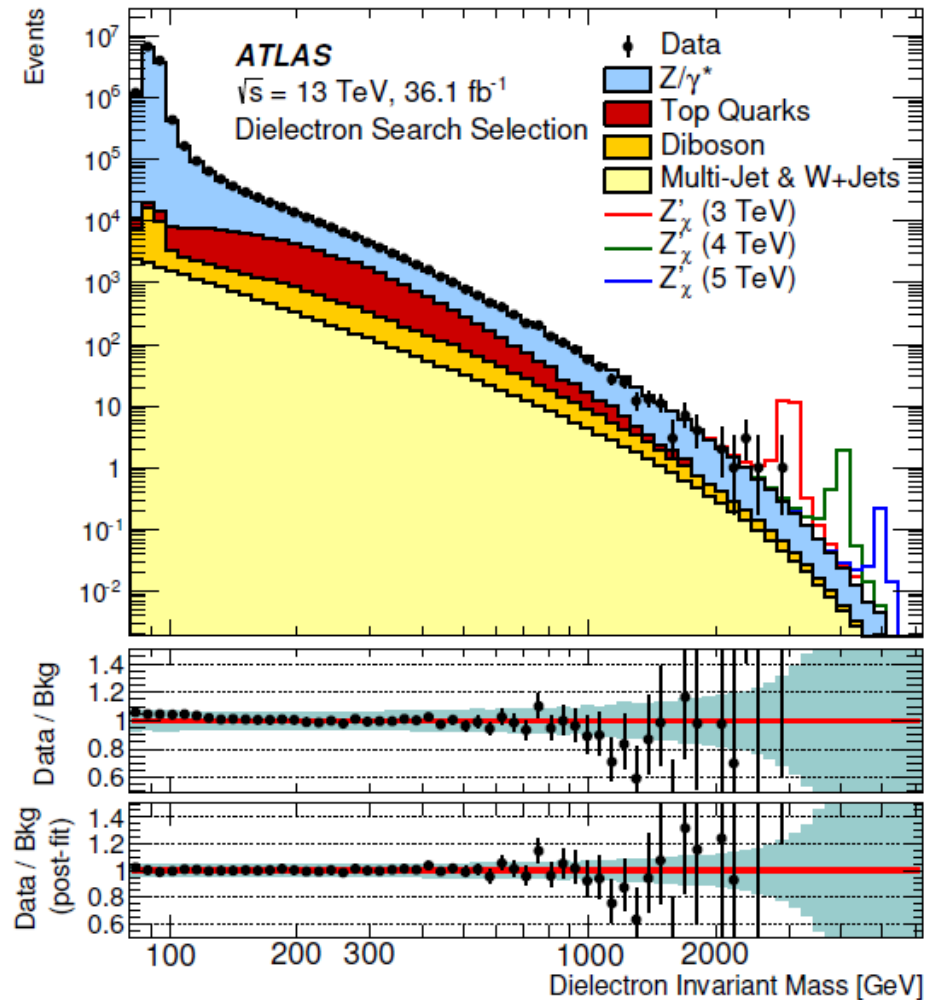 Events
10⁷
10⁶
10⁵
10⁴
10³
10²
10
1
10⁻¹
10⁻²
ATLAS
√s = 13 TeV, 36.1 fb⁻¹
Dielectron Search Selection
Data
Z/γ*
Top Quarks
Diboson
Multi-Jet & W+Jets
Z'χ (3 TeV)
Z'χ (4 TeV)
Z'χ (5 TeV)
Data / Bkg
1.4
1.2
1
0.8
0.6
Data / Bkg
(post-fit)
1.4
1.2
1
0.8
0.6
100 200 300 1000 2000
Dielectron Invariant Mass [GeV]